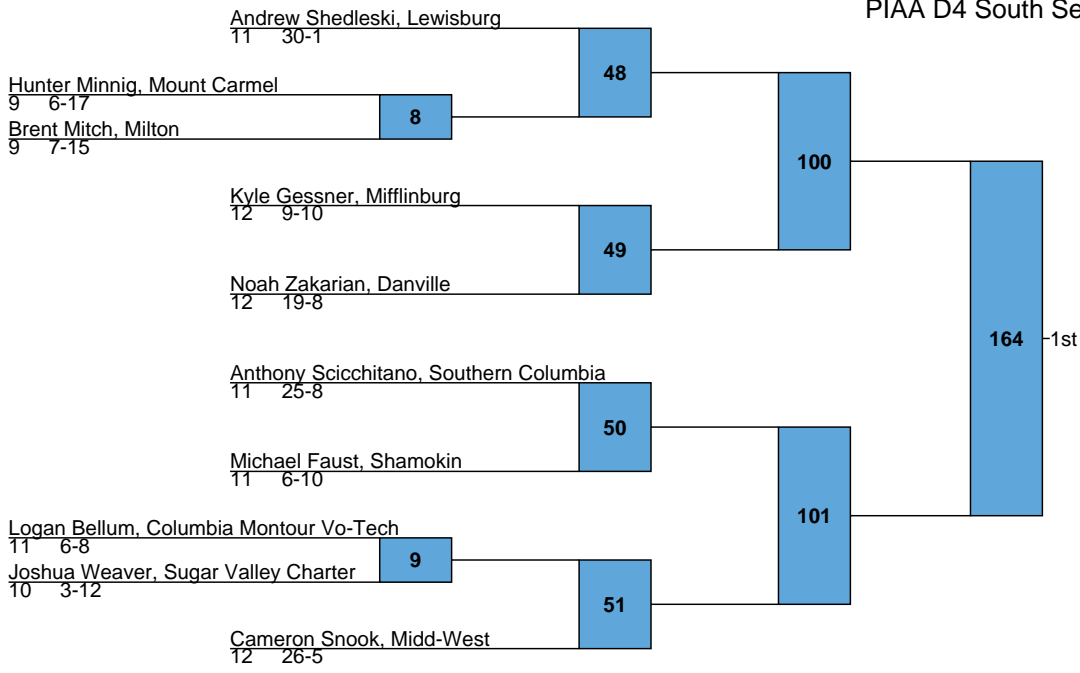 PIAA D4 South Se
Andrew Shedleski, Lewisburg
11 30-1
48
Hunter Minnig, Mount Carmel
9 6-17
8
Brent Mitch, Milton
9 7-15
100
Kyle Gessner, Mifflinburg
12 9-10
49
Noah Zakarian, Danville
12 19-8
164
1st
Anthony Scicchitano, Southern Columbia
11 25-8
50
Michael Faust, Shamokin
11 6-10
101
Logan Bellum, Columbia Montour Vo-Tech
11 6-8
9
Joshua Weaver, Sugar Valley Charter
10 3-12
51
Cameron Snook, Midd-West
12 26-5